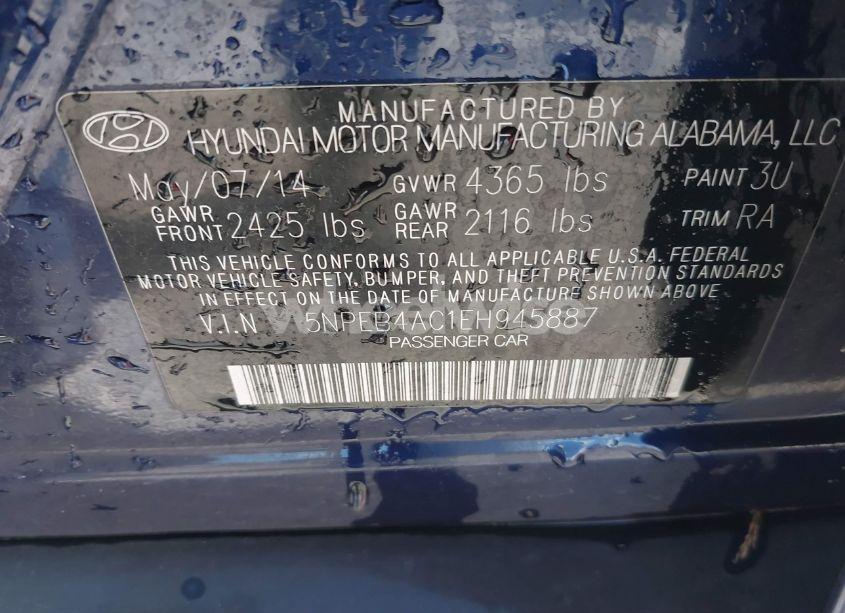 MANUFACTURED BY
HYUNDAI MOTOR MANUFACTURING ALABAMA, LLC
May/07/14 GVWR 4365 lbs PAINT 3U
GAWR FRONT 2425 lbs GAWR REAR 2116 lbs TRIM RA
THIS VEHICLE CONFORMS TO ALL APPLICABLE U.S.A. FEDERAL
MOTOR VEHICLE SAFETY, BUMPER, AND THEFT PREVENTION STANDARDS
IN EFFECT ON THE DATE OF MANUFACTURE SHOWN ABOVE
V.I.N 5NPEB4AC1EH945887
PASSENGER CAR